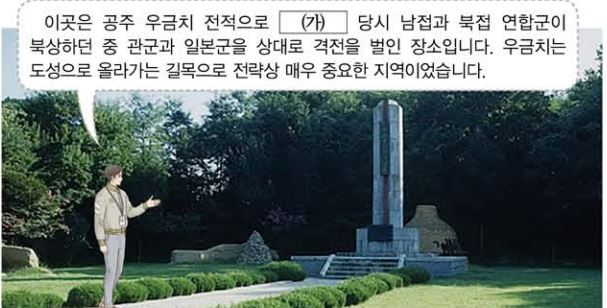 이곳은 공주 우금치 전적으로 (가) 당시 남접과 북접 연합군이
북상하던 중 관군과 일본군을 상대로 격전을 벌인 장소입니다. 우금치는
도성으로 올라가는 길목으로 전략상 매우 중요한 지역이었습니다.